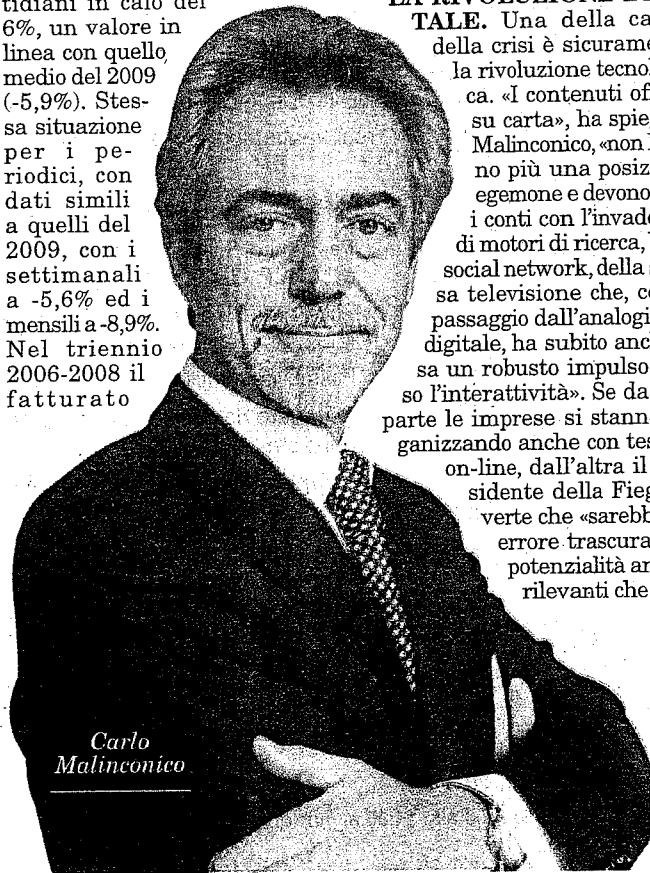 tidiani in calo del
6%, un valore in
linea con quello
medio del 2009
(-5,9%). Stes-
sa situazione
per i pe-
riodici, con
dati simili
a quelli del
2009, con i
settimanali
a -5,6% ed i
mensili a -8,9%.
Nel triennio
2006-2008 il
fatturato
LA RIVOLUZIONE
TALE. Una della ca
della crisi è sicurame
la rivoluzione tecnol
ca. «I contenuti of
su carta», ha spie
Malinconico, «non
no più una posiz
egemone e devono
i conti con l'invade
di motori di ricerca,
social network, della
sa televisione che, c
passaggio dall'analogi
digitale, ha subito anc
sa un robusto impulso
so l'interattività». Se da
parte le imprese si stann
ganizzando anche con tes
on-line, dall'altra il
sidente della Fieg
verte che «sarebb
errore trascura
potenzialità an
rilevanti che
Carlo
Malinconico